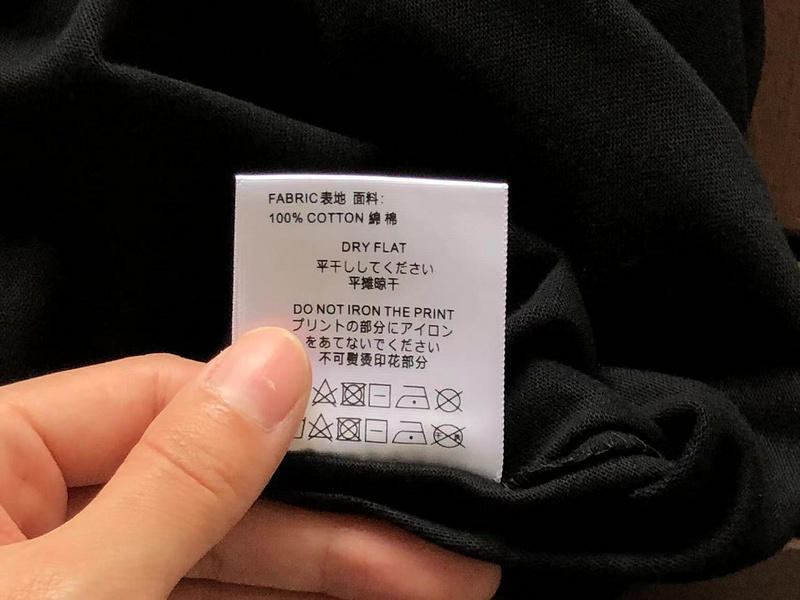 FABRIC表地 面料:
100% COTTON 綿 棉
DRY FLAT
平干ししてください
平摊晾干
DO NOT IRON THE PRINT
プリントの部分にアイロン
をあてないでください
不可熨烫印花部分